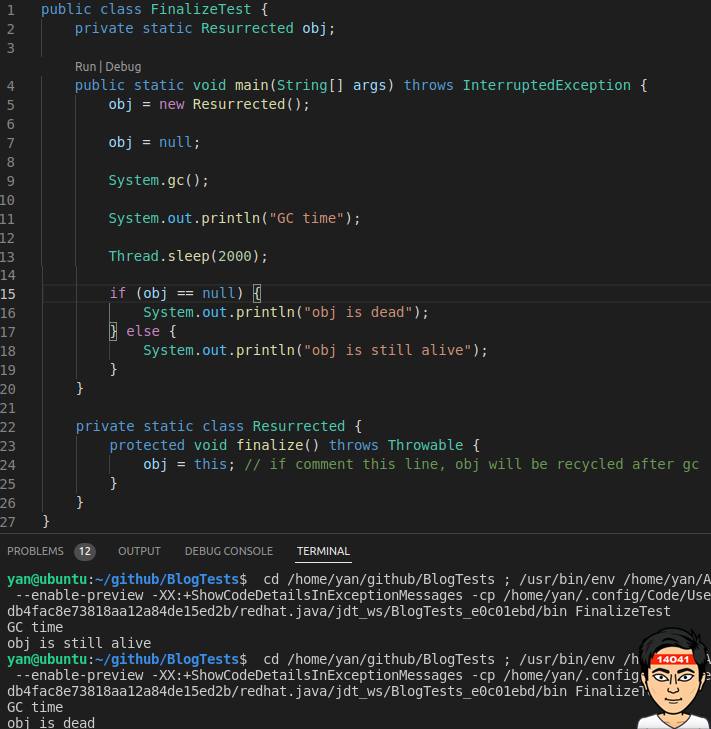 1 public class FinalizeTest {
2 private static Resurrected obj;
3
Run | Debug
4 public static void main(String[] args) throws InterruptedException {
5 obj = new Resurrected();
6
7 obj = null;
8
9 System.gc();
10
11 System.out.println("GC time");
12
13 Thread.sleep(2000);
14
15 if (obj == null) {
16 System.out.println("obj is dead");
17 } else {
18 System.out.println("obj is still alive");
19 }
20 }
21
22 private static class Resurrected {
23 protected void finalize() throws Throwable {
24 obj = this; // if comment this line, obj will be recycled after gc
25 }
26 }
27 }
PROBLEMS 12 OUTPUT DEBUG CONSOLE TERMINAL
yan@ubuntu:~/github/BlogTests$ cd /home/yan/github/BlogTests ; /usr/bin/env /home/yan/A
--enable-preview -XX:+ShowCodeDetailsInExceptionMessages -cp /home/yan/.config/Code/Use
db4fac8e73818aa12a84de15ed2b/redhat.java/jdt_ws/BlogTests_e0c01ebd/bin FinalizeTest
GC time
obj is still alive
yan@ubuntu:~/github/BlogTests$ cd /home/yan/github/BlogTests ; /usr/bin/env /h
--enable-preview -XX:+ShowCodeDetailsInExceptionMessages -cp /home/yan/.config
db4fac8e73818aa12a84de15ed2b/redhat.java/jdt_ws/BlogTests_e0c01ebd/bin FinalizeT
GC time
obj is dead
14041